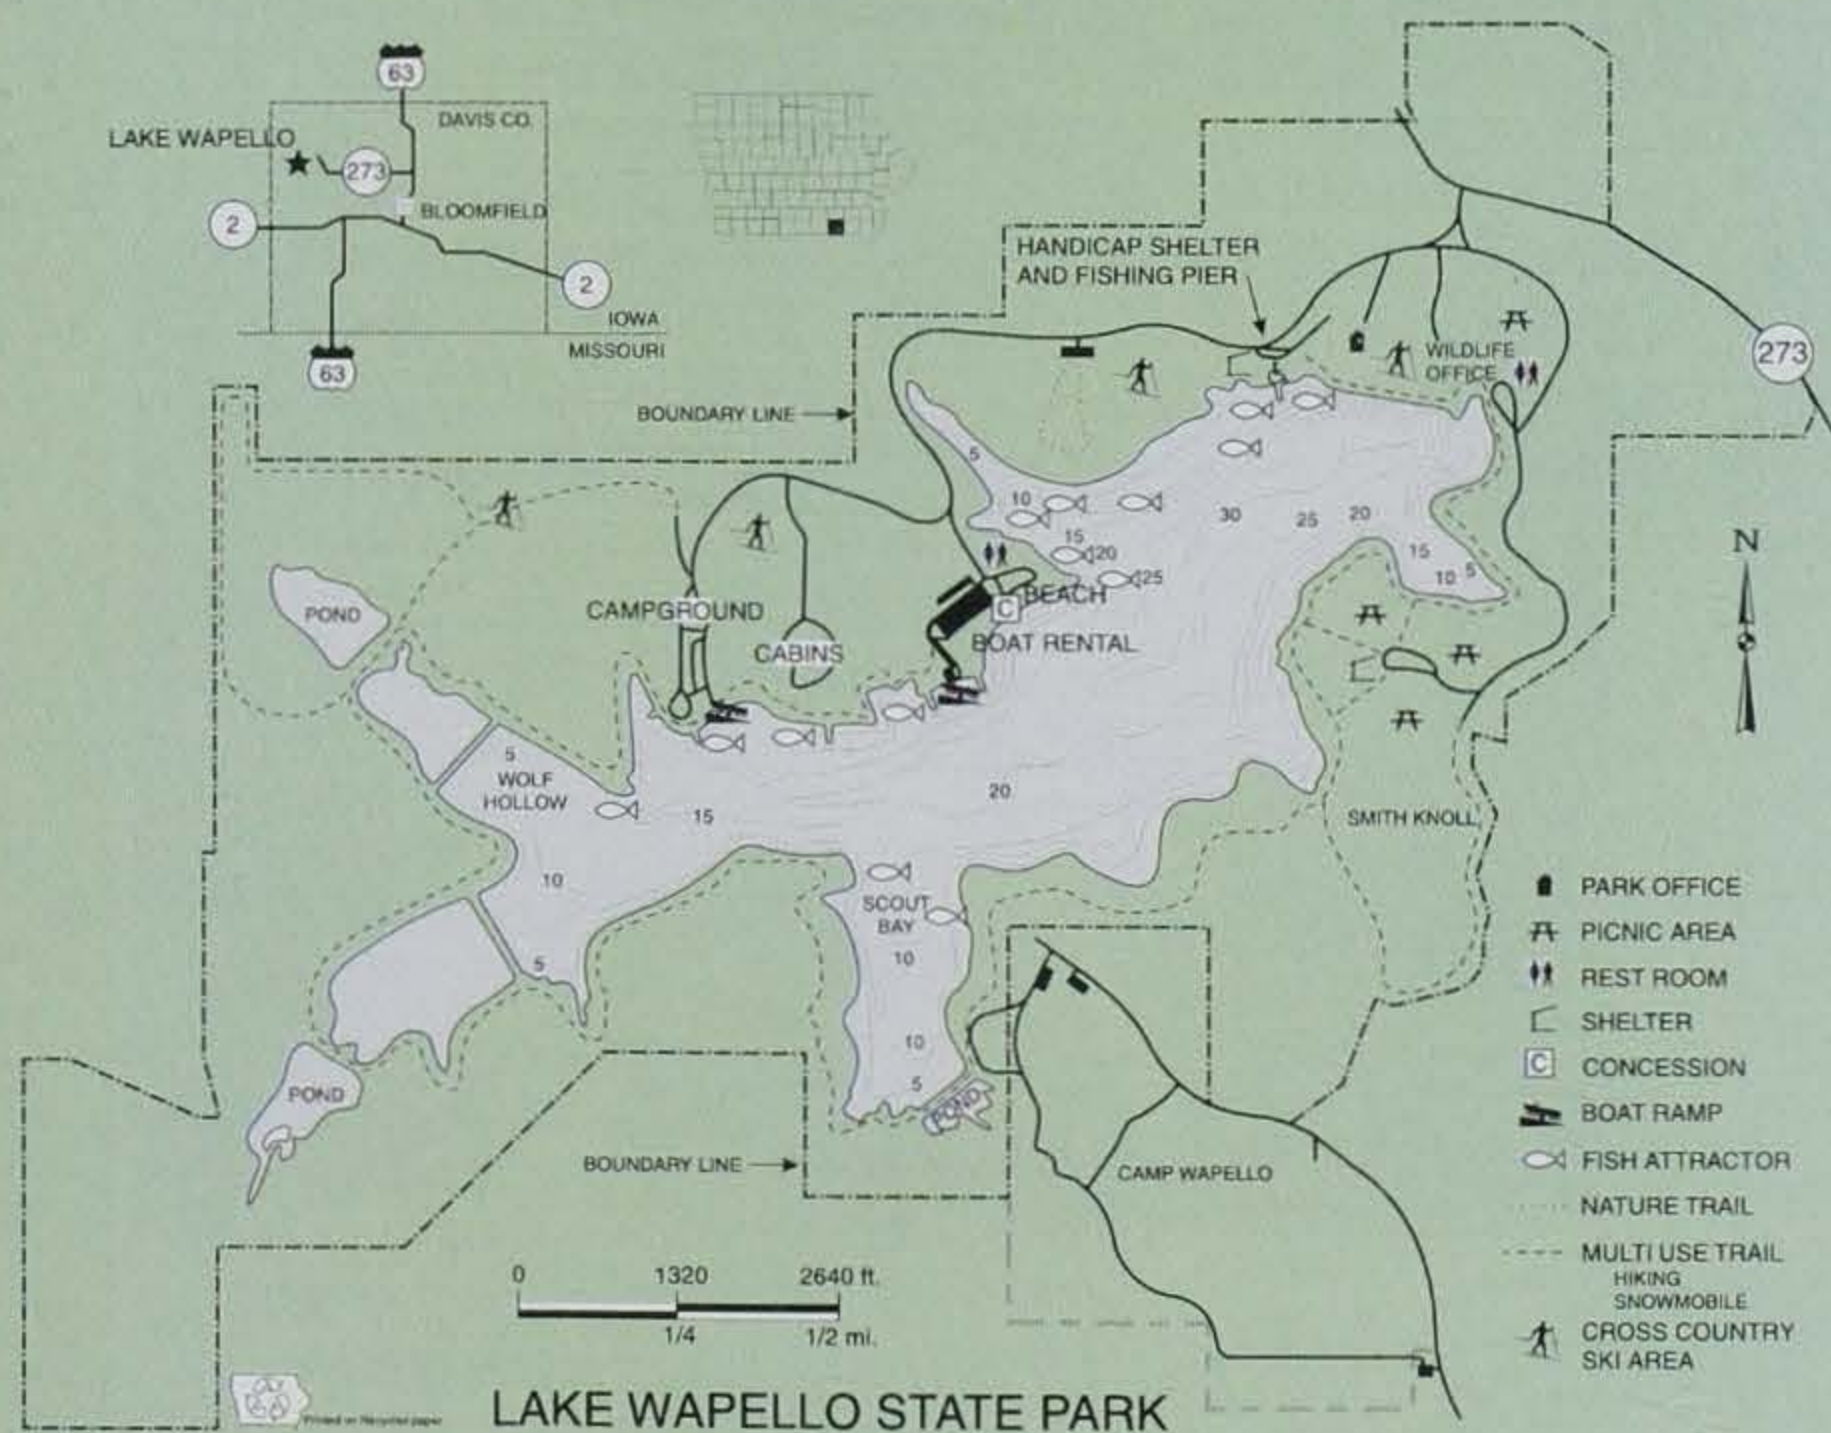 63
DAVIS CO.
LAKE WAPELLO
273
2
BLOOMFIELD
2
IOWA
MISSOURI
63
HANDICAP SHELTER
AND FISHING PIER
273
WILDLIFE
OFFICE
BOUNDARY LINE
5
10
30
25
20
15
15
20
25
10
5
N
BEACH
C
BOAT RENTAL
CAMPGROUND
CABINS
POND
5
WOLF
HOLLOW
15
20
SMITH KNOLL
10
SCOUT
BAY
10
5
10
5
POND
POND
BOUNDARY LINE
CAMP WAPELLO
PARK OFFICE
PICNIC AREA
REST ROOM
SHELTER
C CONCESSION
BOAT RAMP
FISH ATTRACTOR
NATURE TRAIL
MULTI USE TRAIL
HIKING
SNOWMOBILE
CROSS COUNTRY
SKI AREA
0 1320 2640 ft.
1/4 1/2 mi.
Printed on Recycled paper
LAKE WAPELLO STATE PARK